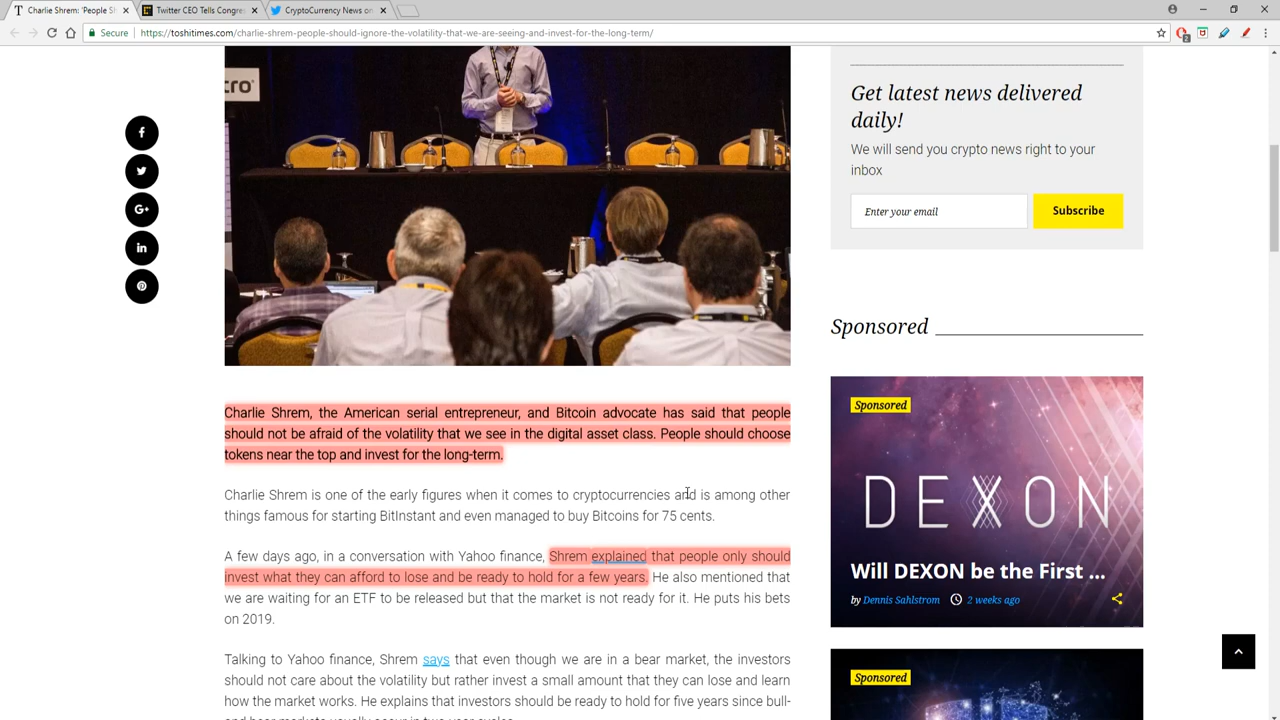 Charlie Shrem: 'People Sh
Twitter CEO Tells Congres
CryptoCurrency News on
Secure
https://toshitimes.com/charlie-shrem-people-should-ignore-the-volatility-that-we-are-seeing-and-invest-for-the-long-term/
2
cro
Get latest news delivered
daily!
We will send you crypto news right to your
inbox
Enter your email
Subscribe
Charlie Shrem, the American serial entrepreneur, and Bitcoin advocate has said that people
should not be afraid of the volatility that we see in the digital asset class. People should choose
tokens near the top and invest for the long-term.
Charlie Shrem is one of the early figures when it comes to cryptocurrencies and is among other
things famous for starting BitInstant and even managed to buy Bitcoins for 75 cents.
A few days ago, in a conversation with Yahoo finance, Shrem explained that people only should
invest what they can afford to lose and be ready to hold for a few years. He also mentioned that
we are waiting for an ETF to be released but that the market is not ready for it. He puts his bets
on 2019.
Talking to Yahoo finance, Shrem says that even though we are in a bear market, the investors
should not care about the volatility but rather invest a small amount that they can lose and learn
how the market works. He explains that investors should be ready to hold for five years since bull-
and bear markets usually occur in two-year cycles.
Sponsored
Sponsored
DEXON
Will DEXON be the First ...
by Dennis Sahlstrom 2 weeks ago
Sponsored